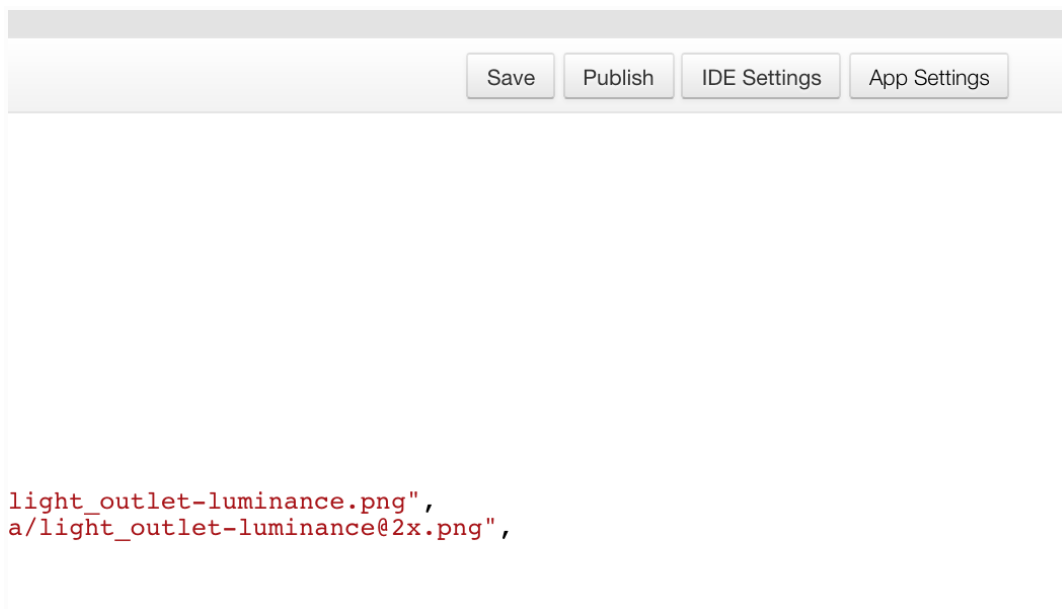 Save Publish IDE Settings App Settings
light_outlet-luminance.png",
a/light_outlet-luminance@2x.png",